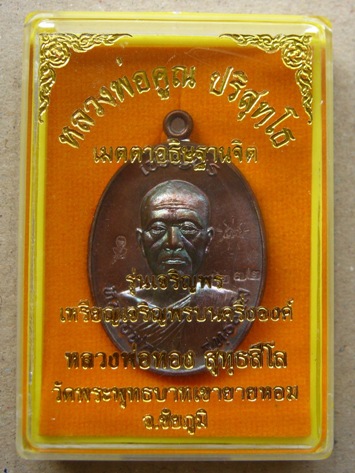 หลวงพ่อคูณ ปริสุทโธ
เมตตาอธิษฐานจิต
รุ่นเจริญพร
เหรียญเจริญพรบนครึ่งองค์
หลวงพ่อทอง สุทธสีโล
วัดพระพุทธบาทเขายายหอม
จ.ชัยภูมิ